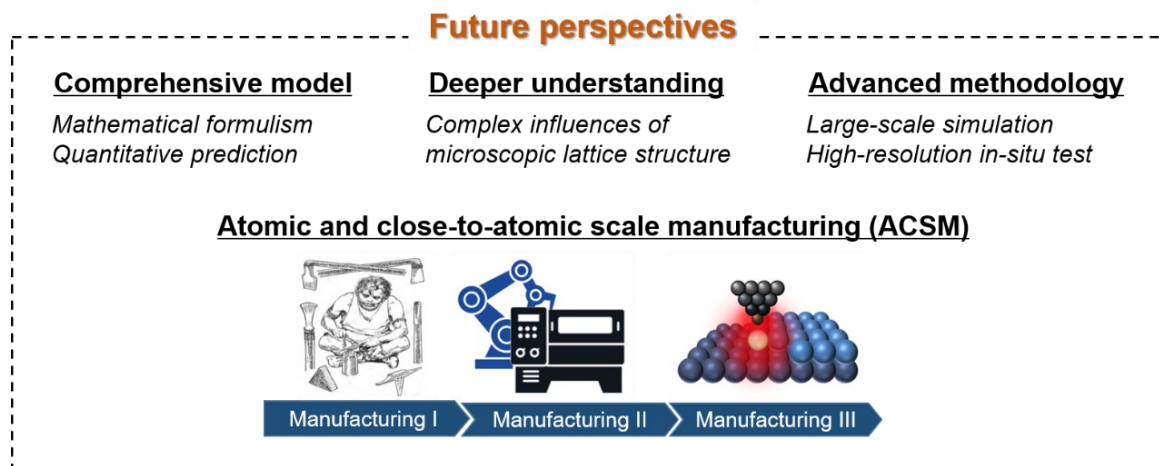 Future perspectives
Comprehensive model
Mathematical formulism
Quantitative prediction
Deeper understanding
Complex influences of
microscopic lattice structure
Advanced methodology
Large-scale simulation
High-resolution in-situ test
Atomic and close-to-atomic scale manufacturing (ACSM)
Manufacturing I
Manufacturing II
Manufacturing III